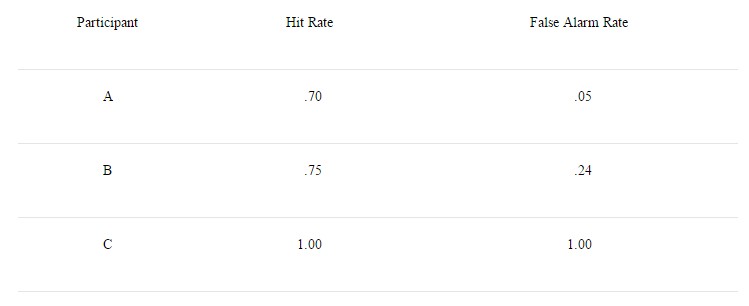 Participant Hit Rate False Alarm Rate
A .70 .05
B .75 .24
C 1.00 1.00